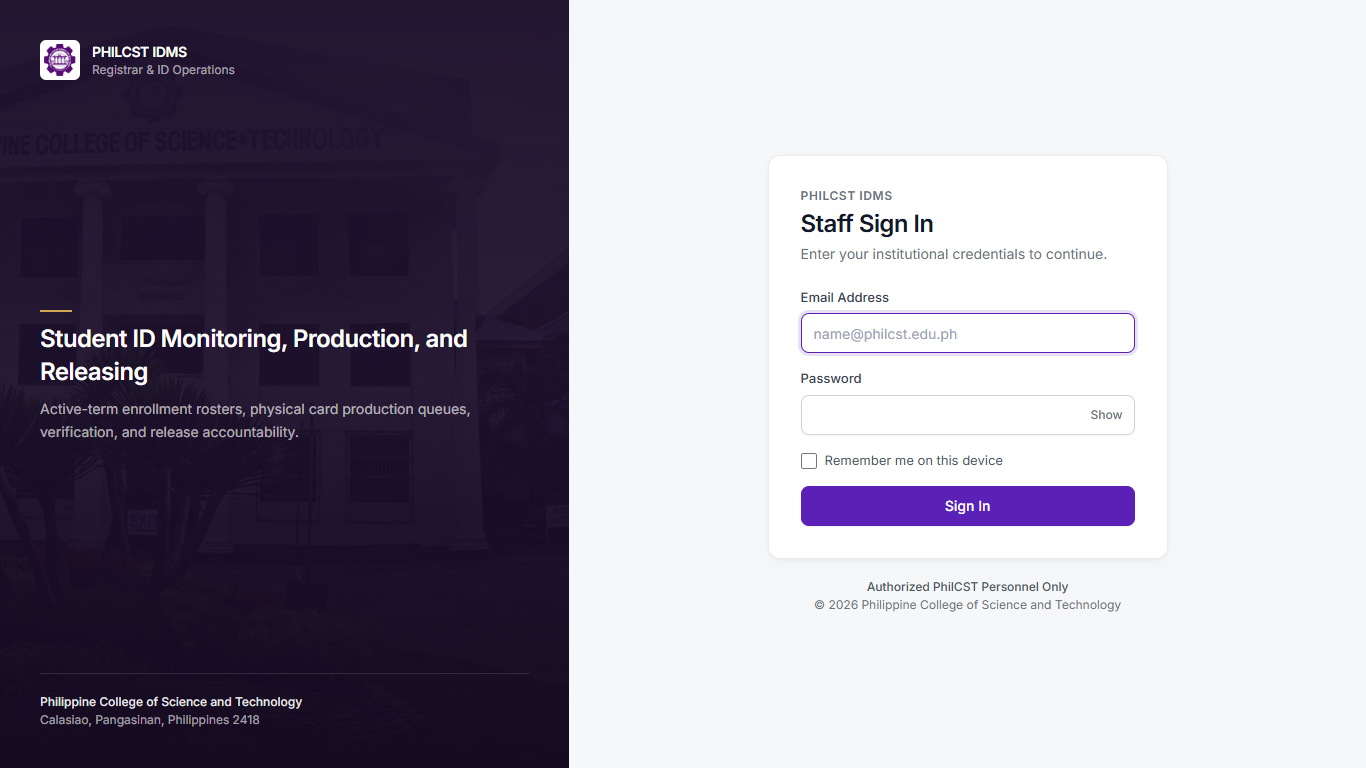 PHILCST IDMS
Registrar & ID Operations
PINE COLLEGE OF SCIENCE & TECHNOLOGY
Student ID Monitoring, Production, and
Releasing
Active-term enrollment rosters, physical card production queues,
verification, and release accountability.
EXIT
Philippine College of Science and Technology
Calasiao, Pangasinan, Philippines 2418
PHILCST IDMS
Staff Sign In
Enter your institutional credentials to continue.
Email Address
name@philcst.edu.ph
Password
Show
Remember me on this device
Sign In
Authorized PhilCST Personnel Only
© 2026 Philippine College of Science and Technology